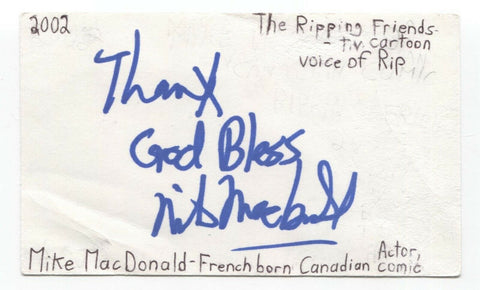 2002
The Ripping Friends-
- t.v. cartoon
voice of Rip
Thanx
God Bless
Mike MacDonald
Mike MacDonald-French born Canadian Actor, comic